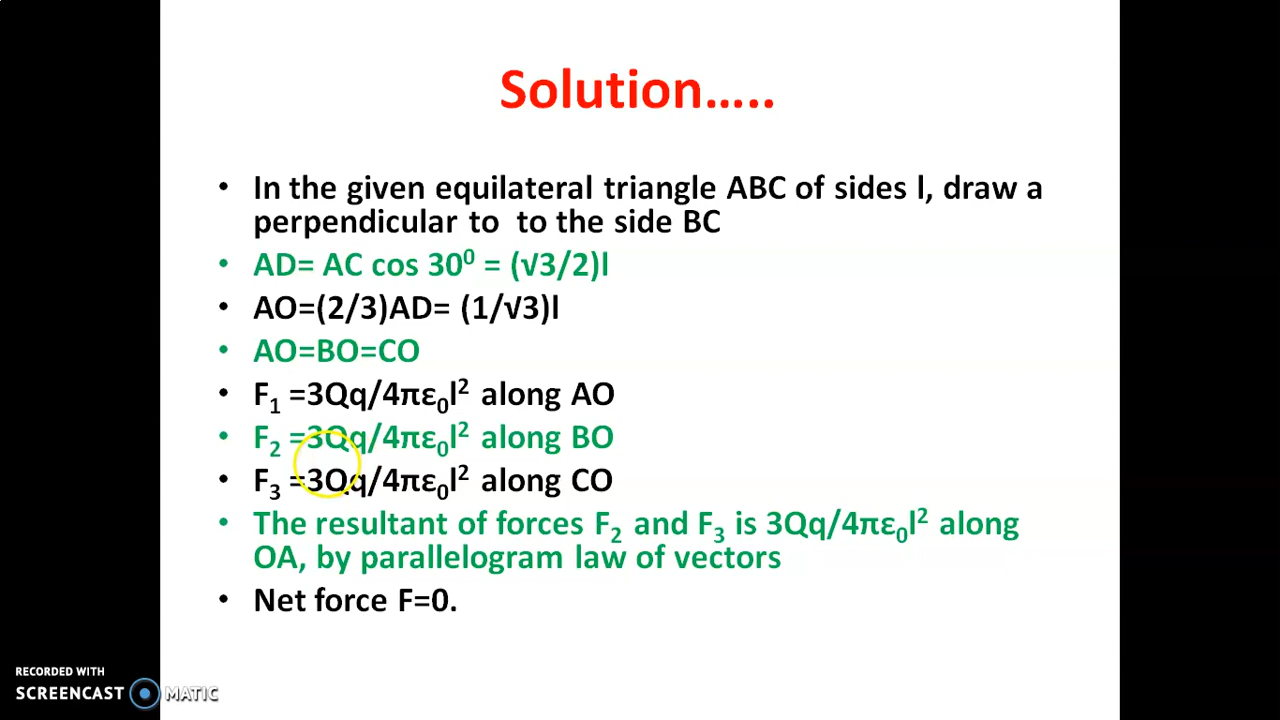 Solution.....
• In the given equilateral triangle ABC of sides l, draw a
perpendicular to  to the side BC
• AD= AC cos 30⁰ = (√3/2)l
• AO=(2/3)AD= (1/√3)l
• AO=BO=CO
• F₁ =3Qq/4πε₀l² along AO
• F₂ =3Qq/4πε₀l² along BO
• F₃ =3Qq/4πε₀l² along CO
• The resultant of forces F₂ and F₃ is 3Qq/4πε₀l² along
OA, by parallelogram law of vectors
• Net force F=0.
RECORDED WITH
SCREENCAST MATIC